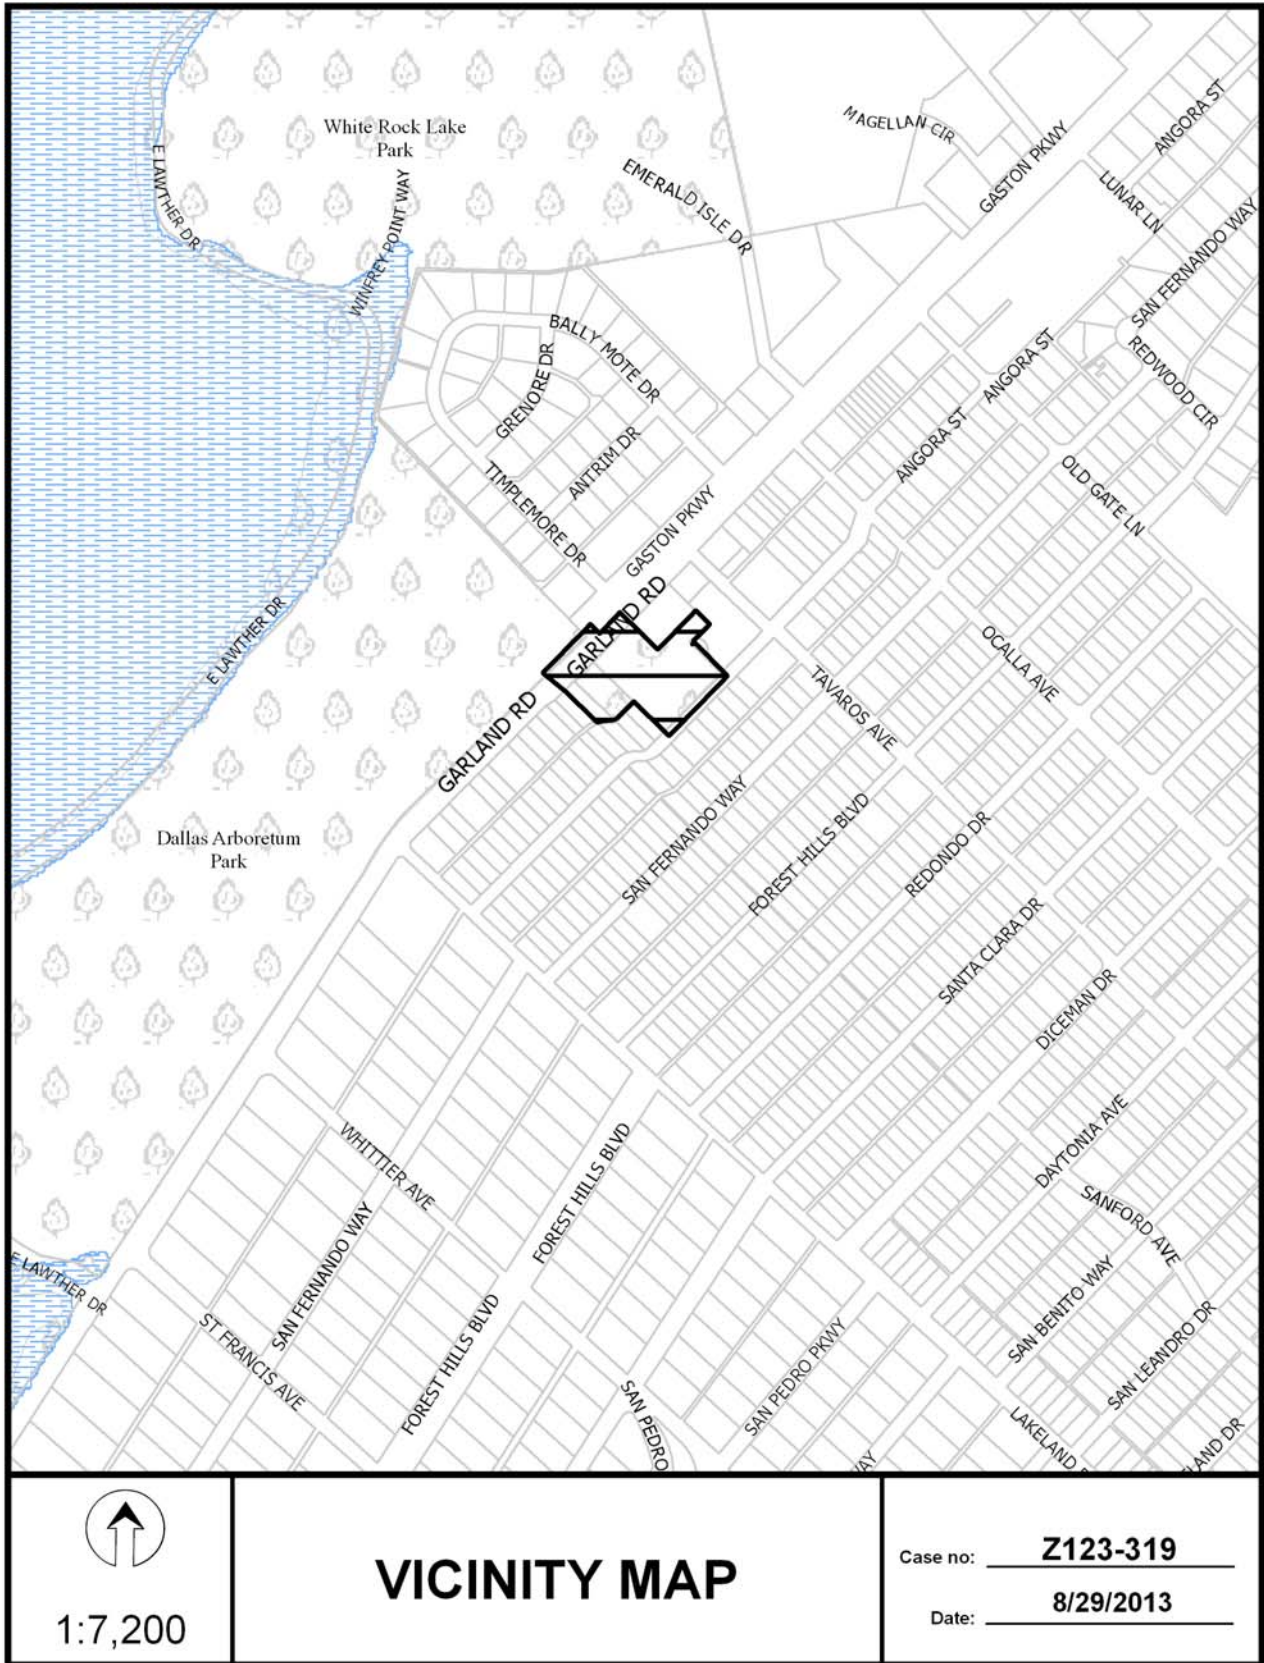 White Rock Lake
Park
MAGELLAN CIR
ANGORA ST
GASTON PKWY
E LAWTHER DR
EMERALD ISLE DR
LUNAR LN
WINFREY POINT WAY
SAN FERNANDO WAY
BALLY MOTE DR
GRENORE DR
ANGORA ST
REDWOOD CIR
ANTRIM DR
ANGORA ST
TIMPLEMORE DR
OLD GATE LN
GASTON PKWY
GARLAND RD
E LAWTHER DR
OCALLA AVE
GARLAND RD
TAVAROS AVE
Dallas Arboretum
Park
SAN FERNANDO WAY
FOREST HILLS BLVD
REDONDO DR
SANTA CLARA DR
DICEMAN DR
WHITTIER AVE
FOREST HILLS BLVD
DAYTONIA AVE
SANFORD AVE
SAN FERNANDO WAY
E LAWTHER DR
ST FRANCIS AVE
FOREST HILLS BLVD
SAN BENITO WAY
SAN LEANDRO DR
SAN PEDRO PKWY
SAN PEDRO
LAKELAND
LAND DR
WAY
1:7,200
VICINITY MAP
Case no: Z123-319
Date: 8/29/2013